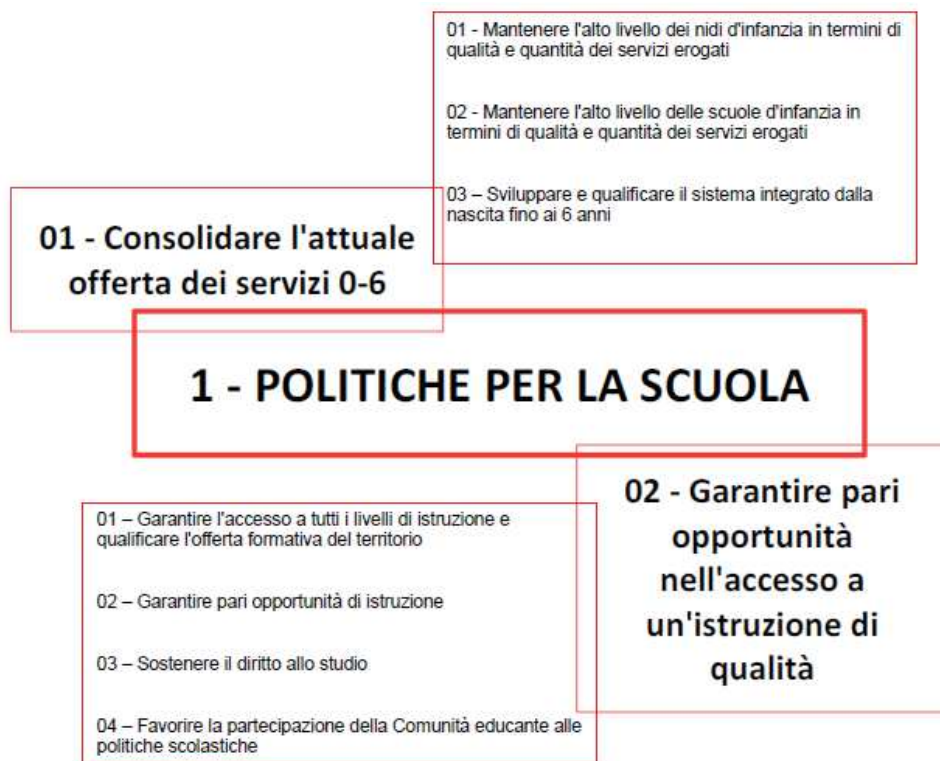 01 - Mantenere l'alto livello dei nidi d'infanzia in termini di
qualità e quantità dei servizi erogati
02 - Mantenere l'alto livello delle scuole d'infanzia in
termini di qualità e quantità dei servizi erogati
03 – Sviluppare e qualificare il sistema integrato dalla
nascita fino ai 6 anni
01 - Consolidare l'attuale
offerta dei servizi 0-6
1 - POLITICHE PER LA SCUOLA
02 - Garantire pari
opportunità
nell'accesso a
un'istruzione di
qualità
01 – Garantire l'accesso a tutti i livelli di istruzione e
qualificare l'offerta formativa del territorio
02 – Garantire pari opportunità di istruzione
03 – Sostenere il diritto allo studio
04 – Favorire la partecipazione della Comunità educante alle
politiche scolastiche